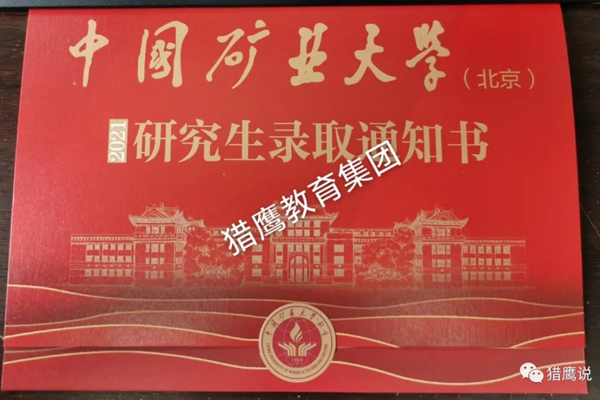 中国矿业大学（北京）
2021 研究生录取通知书
猎鹰教育集团
猎鹰说